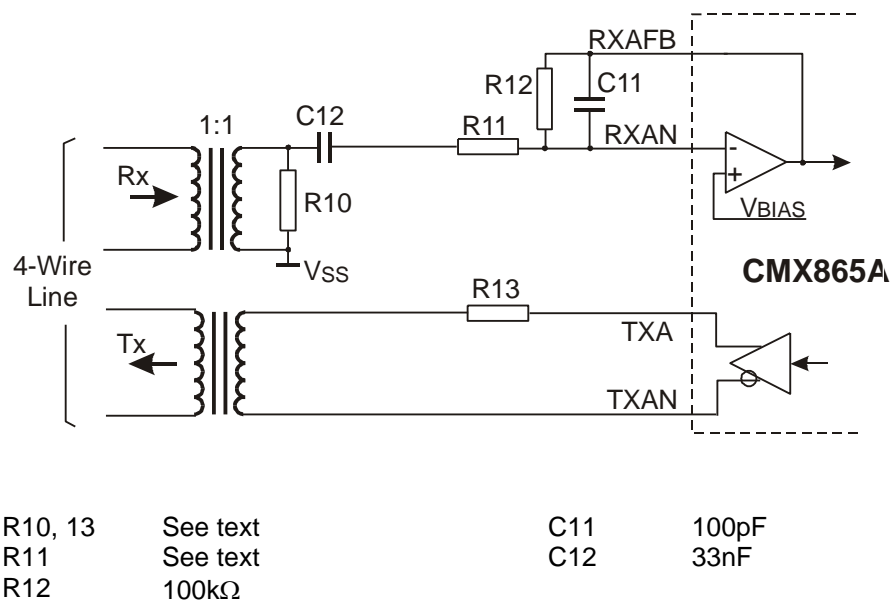 RXAFB
R12
C11
C12
1:1
R11
RXAN
-
+
Rx
R10
VBIAS
VSS
4-Wire
Line
CMX865A
R13
Tx
TXA
TXAN
R10, 13 See text C11 100pF
R11 See text C12 33nF
R12 100kΩ